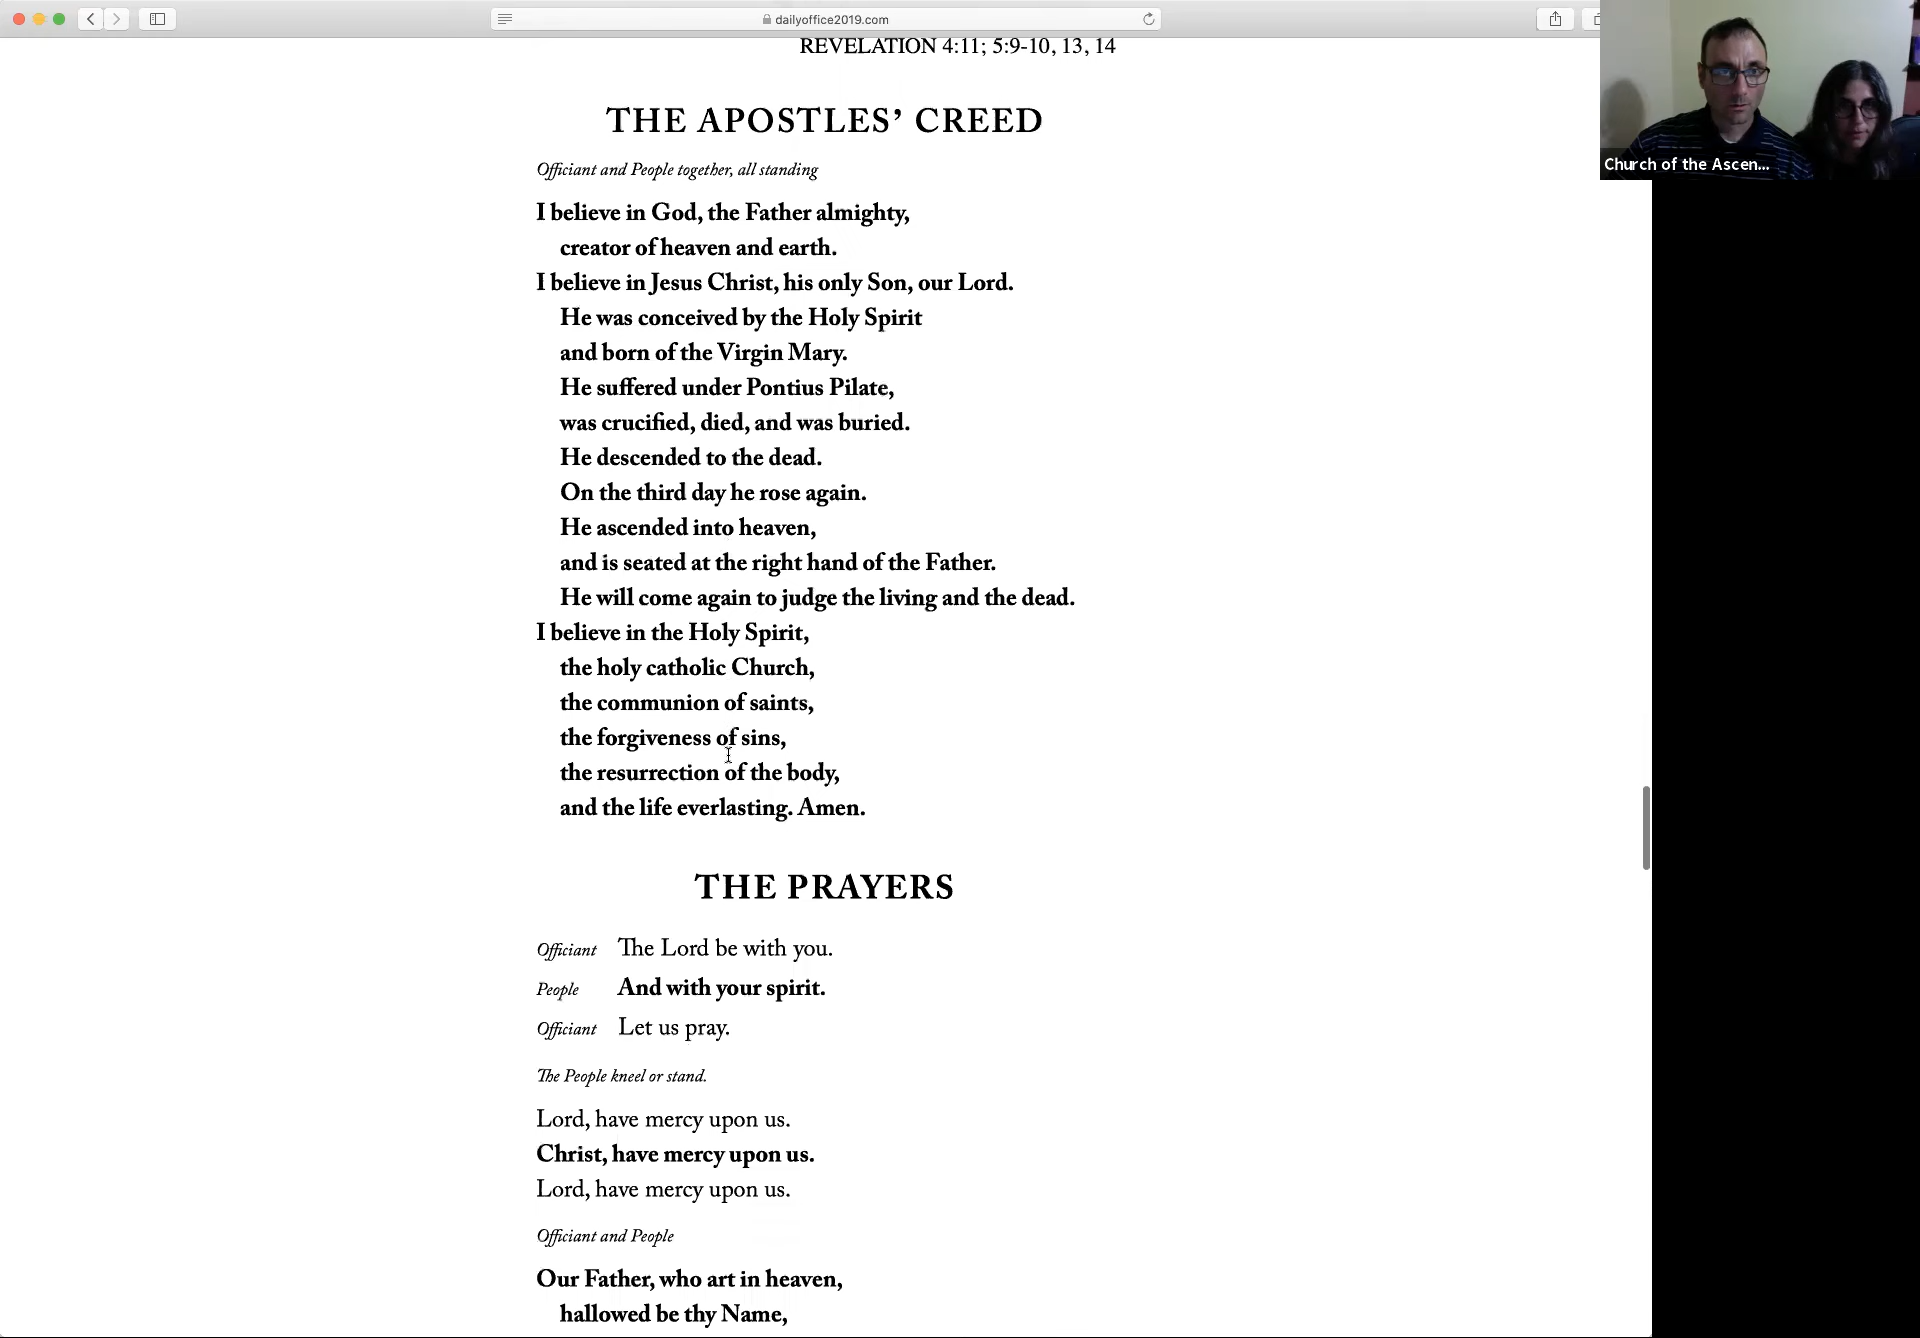 dailyoffice2019.com
REVELATION 4:11; 5:9-10, 13, 14
Church of the Ascen...
THE APOSTLES’ CREED
Officiant and People together, all standing
I believe in God, the Father almighty,
creator of heaven and earth.
I believe in Jesus Christ, his only Son, our Lord.
He was conceived by the Holy Spirit
and born of the Virgin Mary.
He suffered under Pontius Pilate,
was crucified, died, and was buried.
He descended to the dead.
On the third day he rose again.
He ascended into heaven,
and is seated at the right hand of the Father.
He will come again to judge the living and the dead.
I believe in the Holy Spirit,
the holy catholic Church,
the communion of saints,
the forgiveness of sins,
the resurrection of the body,
and the life everlasting. Amen.
THE PRAYERS
Officiant The Lord be with you.
People And with your spirit.
Officiant Let us pray.
The People kneel or stand.
Lord, have mercy upon us.
Christ, have mercy upon us.
Lord, have mercy upon us.
Officiant and People
Our Father, who art in heaven,
hallowed be thy Name,